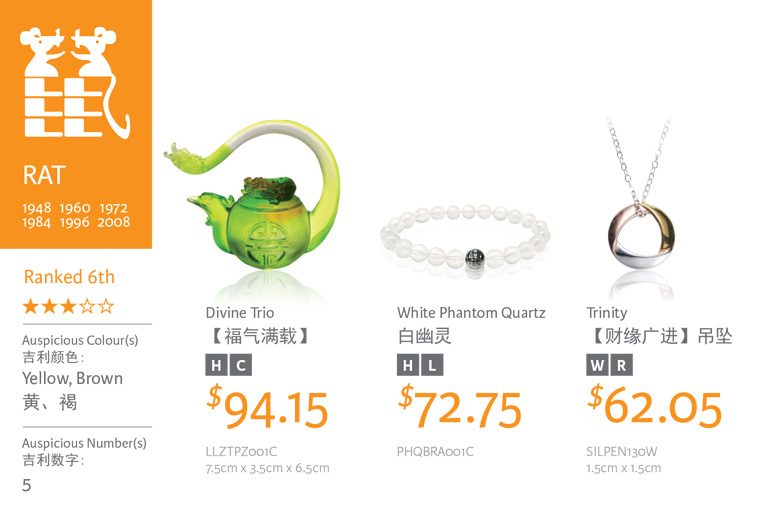 RAT
1948 1960 1972
1984 1996 2008
Ranked 6th
Auspicious Colour(s)
吉利颜色:
Yellow, Brown
黄、褐
Auspicious Number(s)
吉利数字:
5
Divine Trio
【福气满载】
H C
$94.15
LLZTPZ001C
7.5cm x 3.5cm x 6.5cm
White Phantom Quartz
白幽灵
H L
$72.75
PHQBRA001C
Trinity
【财缘广进】吊坠
W R
$62.05
SILPEN130W
1.5cm x 1.5cm